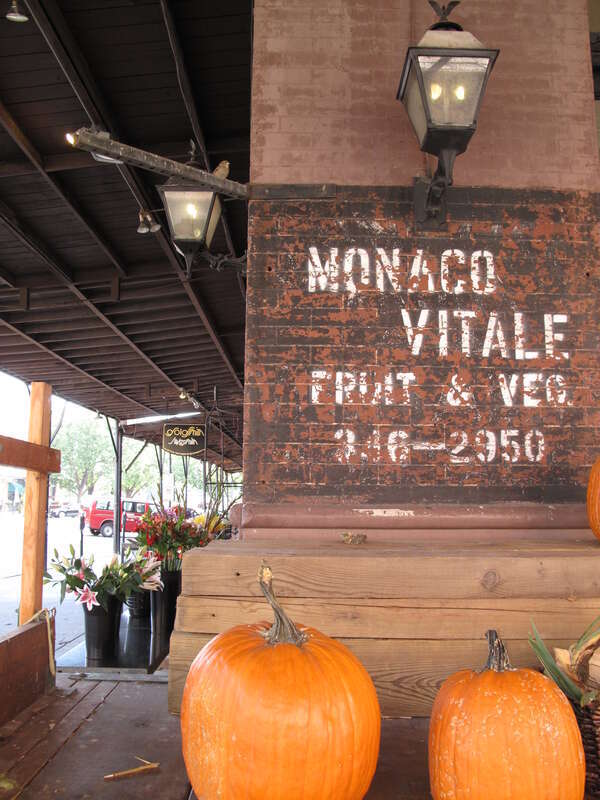 MONACO
VITALE
FRUIT & VEG.
346-2950